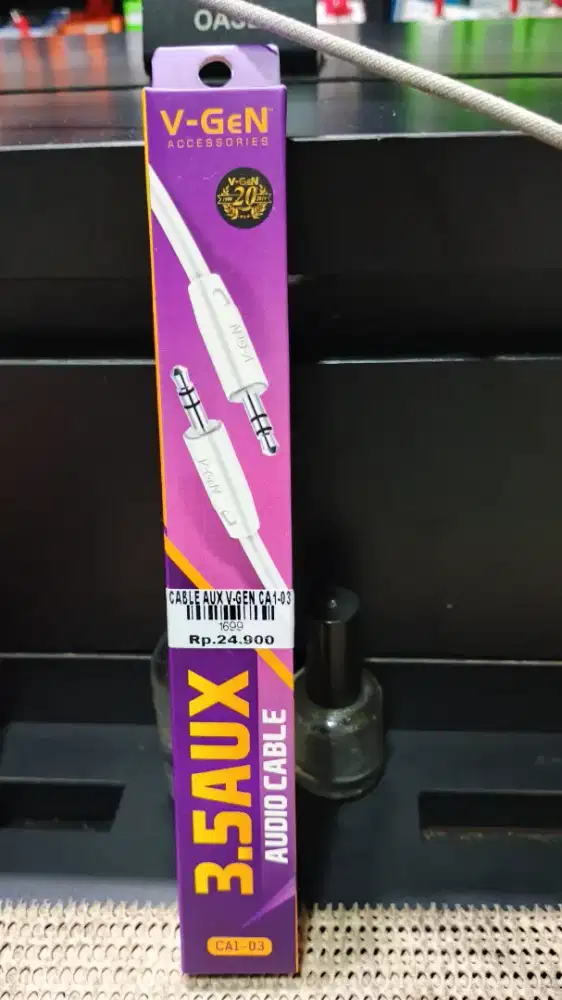 V-GeN
ACCESSORIES
V-GeN
20
V-GeN
V-GeN
CABLE AUX V-GEN CA1-03
1699
Rp.24.900
3.5AUX
AUDIO CABLE
CA1-03